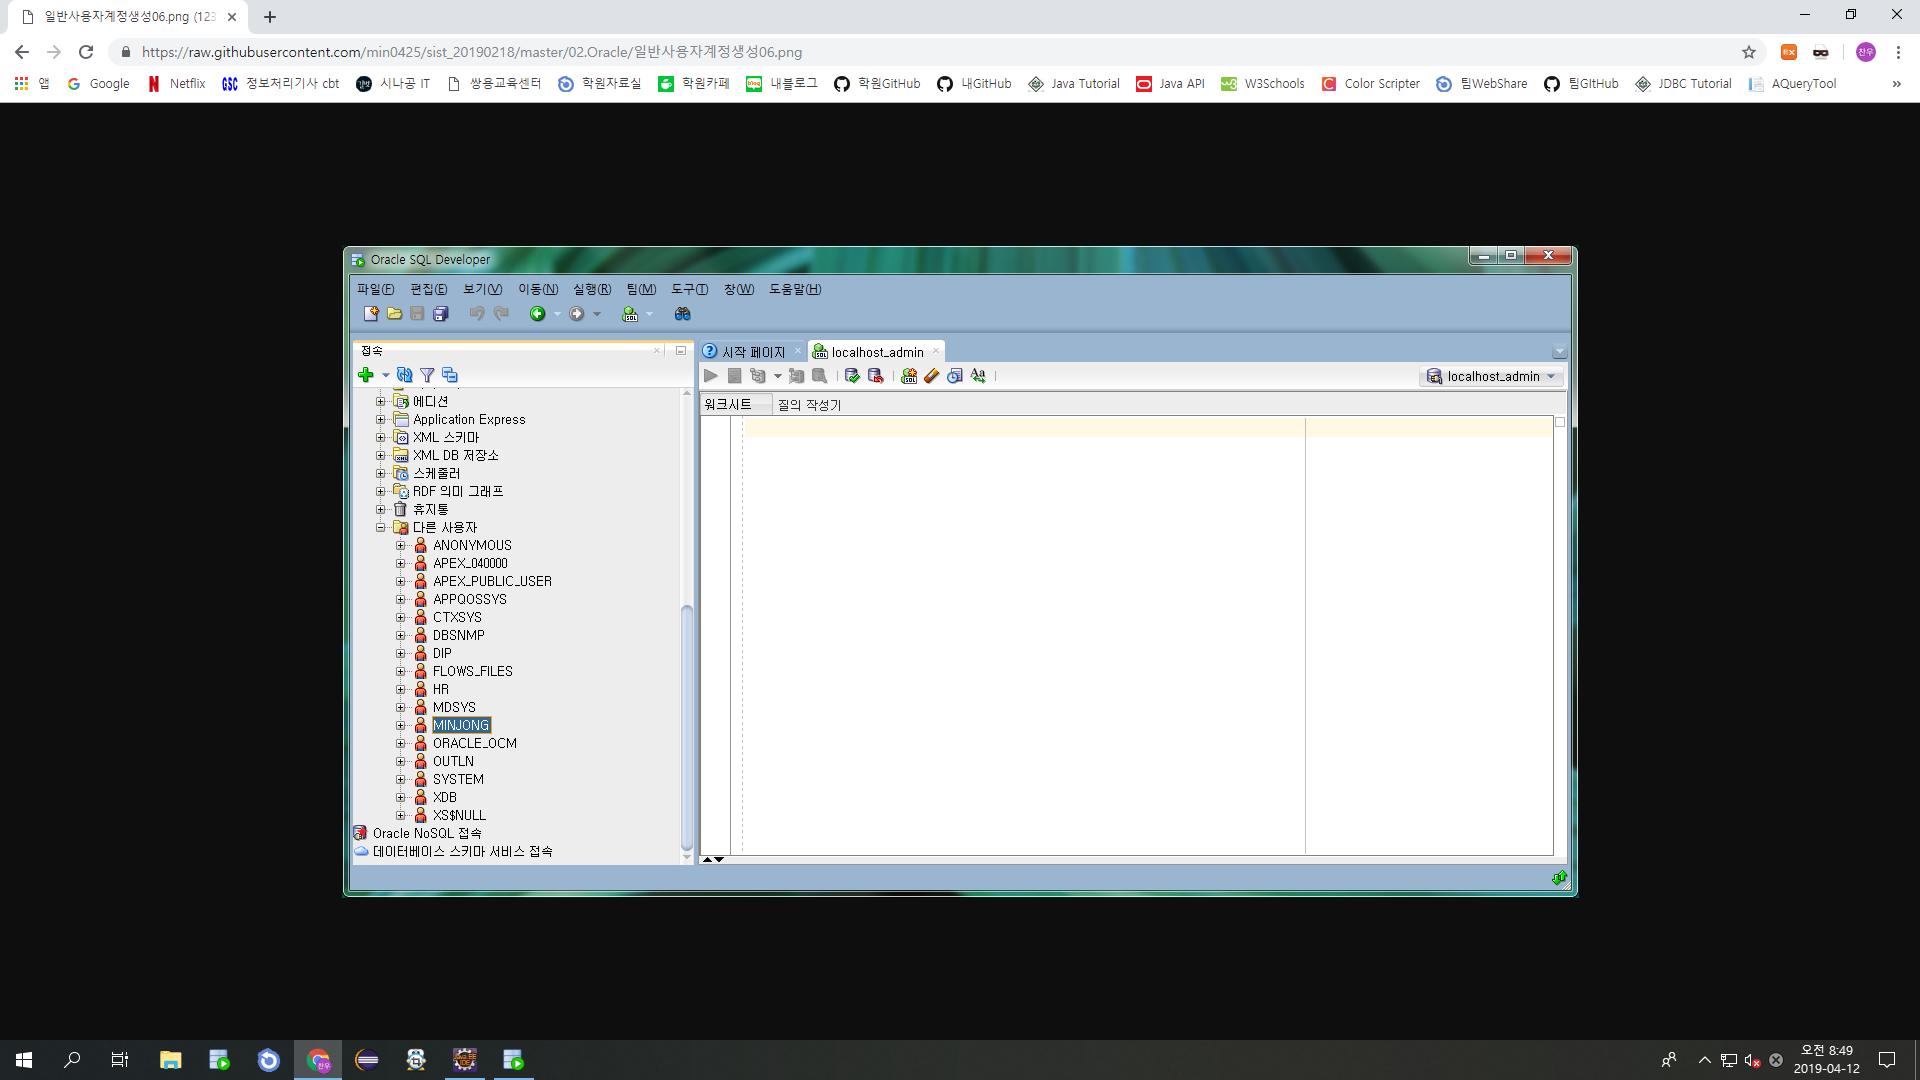 일반사용자계정생성06.png (123
https://raw.githubusercontent.com/min0425/sist_20190218/master/02.Oracle/일반사용자계정생성06.png
앱 Google Netflix 정보처리기사 cbt 시나공 IT 쌍용교육센터 학원자료실 학원카페 내블로그 학원GitHub 내GitHub Java Tutorial Java API W3Schools Color Scripter 팀WebShare 팀GItHub JDBC Tutorial AQueryTool
Oracle SQL Developer
파일(F) 편집(E) 보기(V) 이동(N) 실행(R) 팀(M) 도구(T) 창(W) 도움말(H)
접속
시작 페이지 localhost_admin
localhost_admin
워크시트 질의 작성기
에디션
Application Express
XML 스키마
XML DB 저장소
스케줄러
RDF 의미 그래프
휴지통
다른 사용자
ANONYMOUS
APEX_040000
APEX_PUBLIC_USER
APPQOSSYS
CTXSYS
DBSNMP
DIP
FLOWS_FILES
HR
MDSYS
MINJONG
ORACLE_OCM
OUTLN
SYSTEM
XDB
XS$NULL
Oracle NoSQL 접속
데이터베이스 스키마 서비스 접속
오전 8:49
2019-04-12